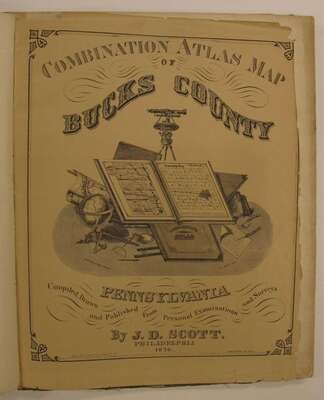 COMBINATION ATLAS MAP
OF
BUCKS COUNTY
PENNSYLVANIA
Compiled, Drawn and Published From Personal Examinations and Surveys
By J. D. SCOTT.
PHILADELPHIA
1876